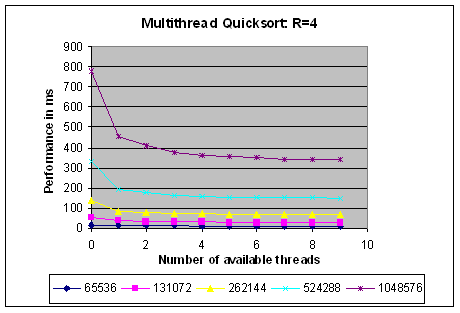 Multithread Quicksort: R=4
Performance in ms
900
800
700
600
500
400
300
200
100
0
0 2 4 6 8 10
Number of available threads
65536 131072 262144 524288 1048576